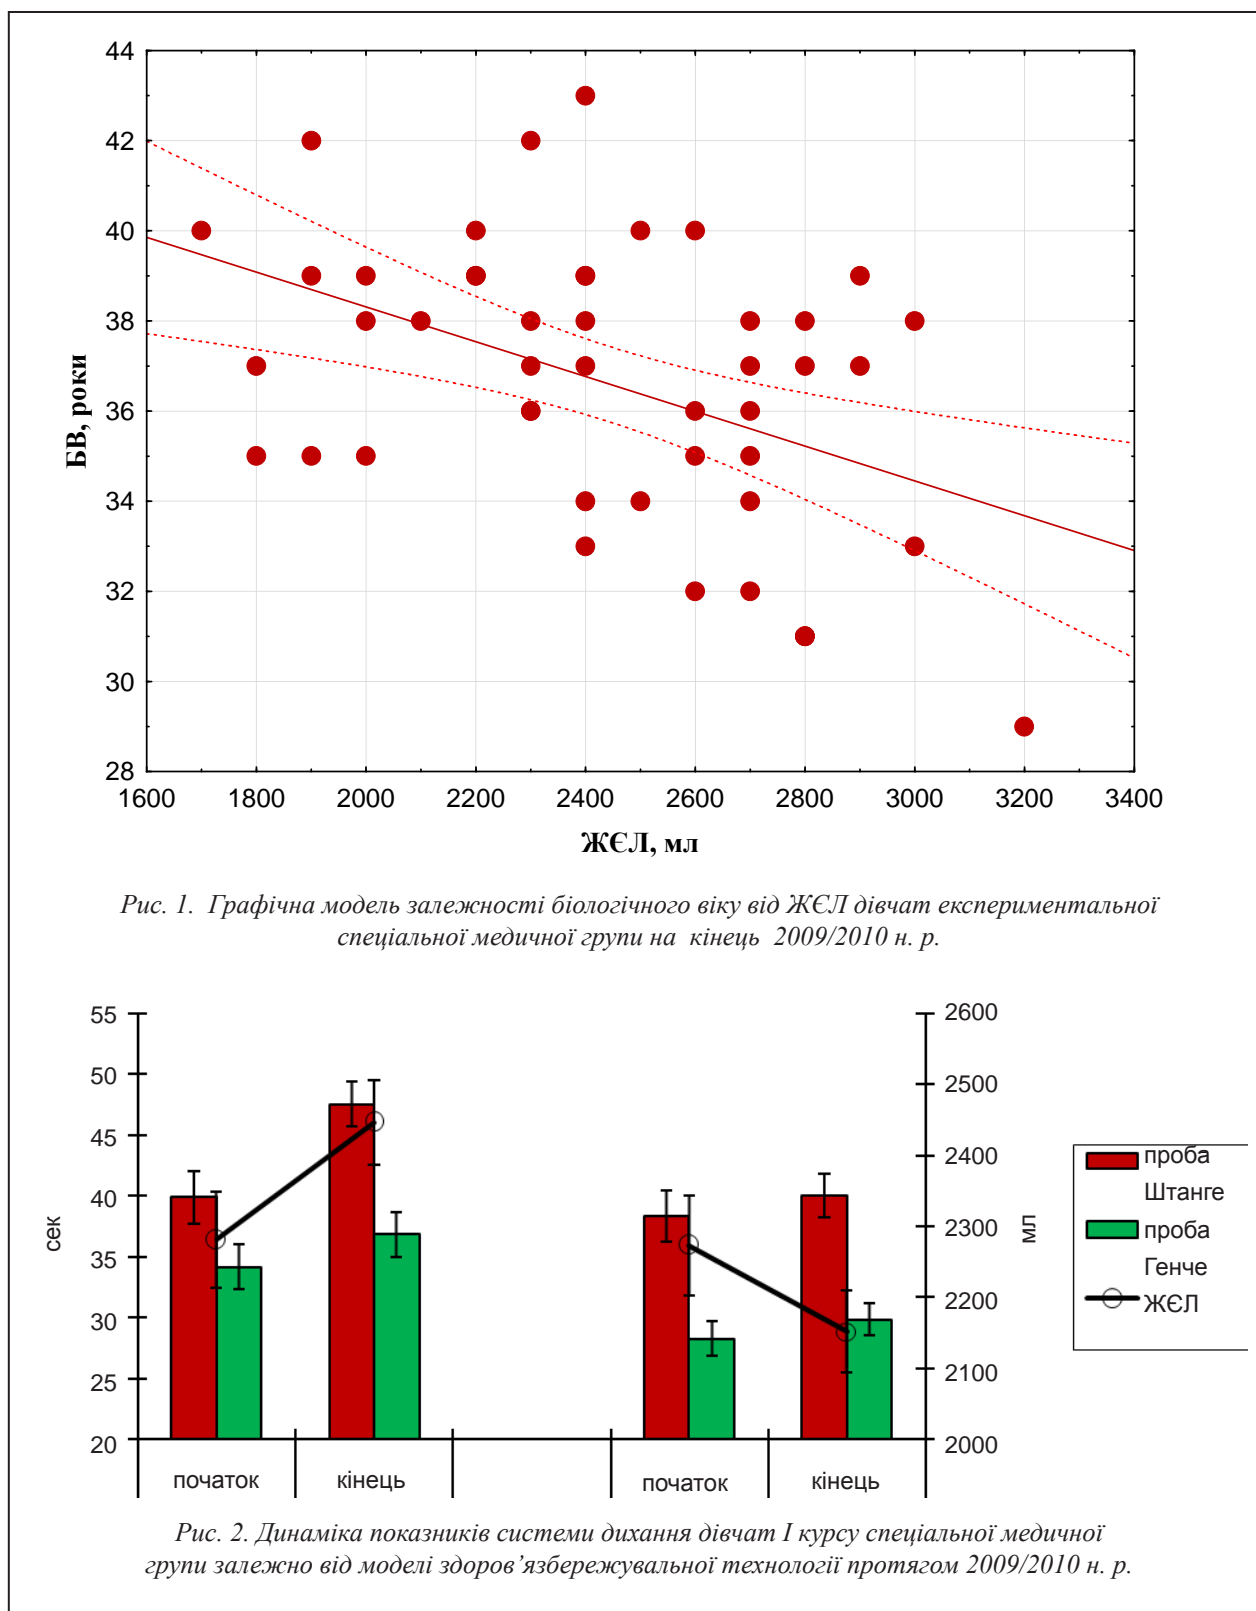 44
42
40
38
36
34
32
30
28
БВ, роки
1600 1800 2000 2200 2400 2600 2800 3000 3200 3400
ЖЄЛ, мл
Рис. 1. Графічна модель залежності біологічного віку від ЖЄЛ дівчат експериментальної
спеціальної медичної групи на кінець 2009/2010 н. р.
55
50
45
40
35
30
25
20
сек
2600
2500
2400
2300
2200
2100
2000
мл
проба
Штанге
проба
Генче
ЖЄЛ
початок кінець початок кінець
Рис. 2. Динаміка показників системи дихання дівчат І курсу спеціальної медичної
групи залежно від моделі здоров’язбережувальної технології протягом 2009/2010 н. р.